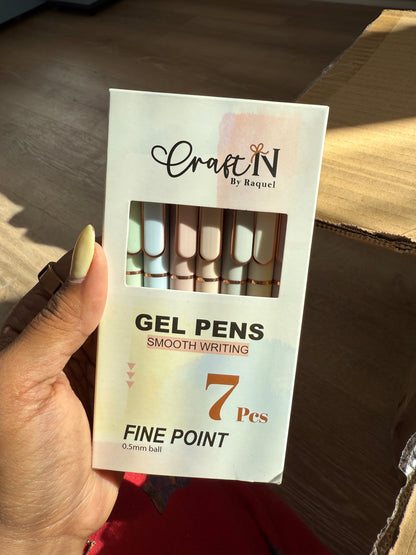 Craft N
By Raquel
GEL PENS
SMOOTH WRITING
7 Pcs
FINE POINT
0.5mm ball